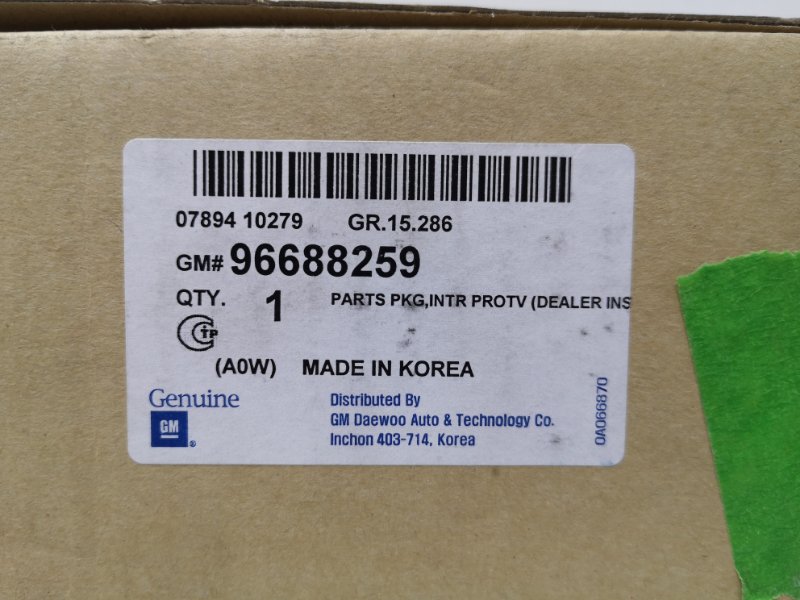 07894 10279 GR.15.286
GM# 96688259
QTY. 1 PARTS PKG,INTR PROTV (DEALER INS
(A0W) MADE IN KOREA
Genuine
GM
®
Distributed By
GM Daewoo Auto & Technology Co.
Inchon 403-714, Korea
0A066870